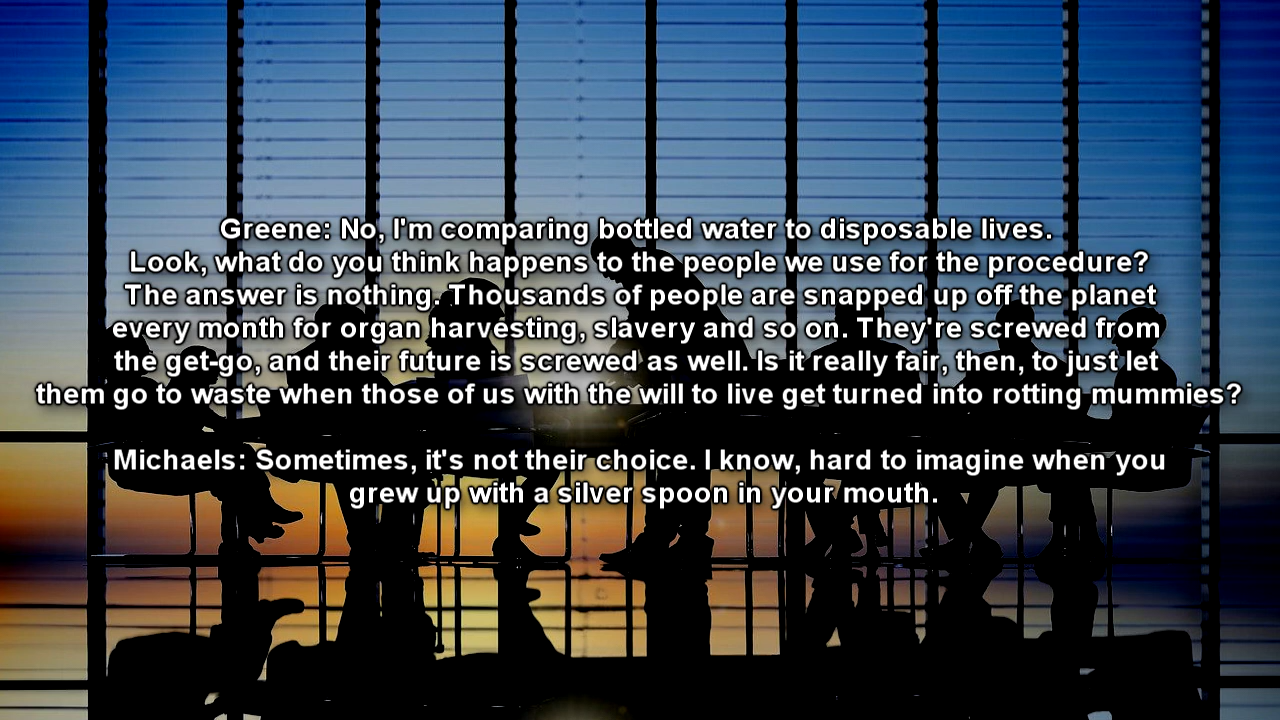 Greene: No, I'm comparing bottled water to disposable lives.
Look, what do you think happens to the people we use for the procedure?
The answer is nothing. Thousands of people are snapped up off the planet
every month for organ harvesting, slavery and so on. They're screwed from
the get-go, and their future is screwed as well. Is it really fair, then, to just let
them go to waste when those of us with the will to live get turned into rotting mummies?
Michaels: Sometimes, it's not their choice. I know, hard to imagine when you
grew up with a silver spoon in your mouth.